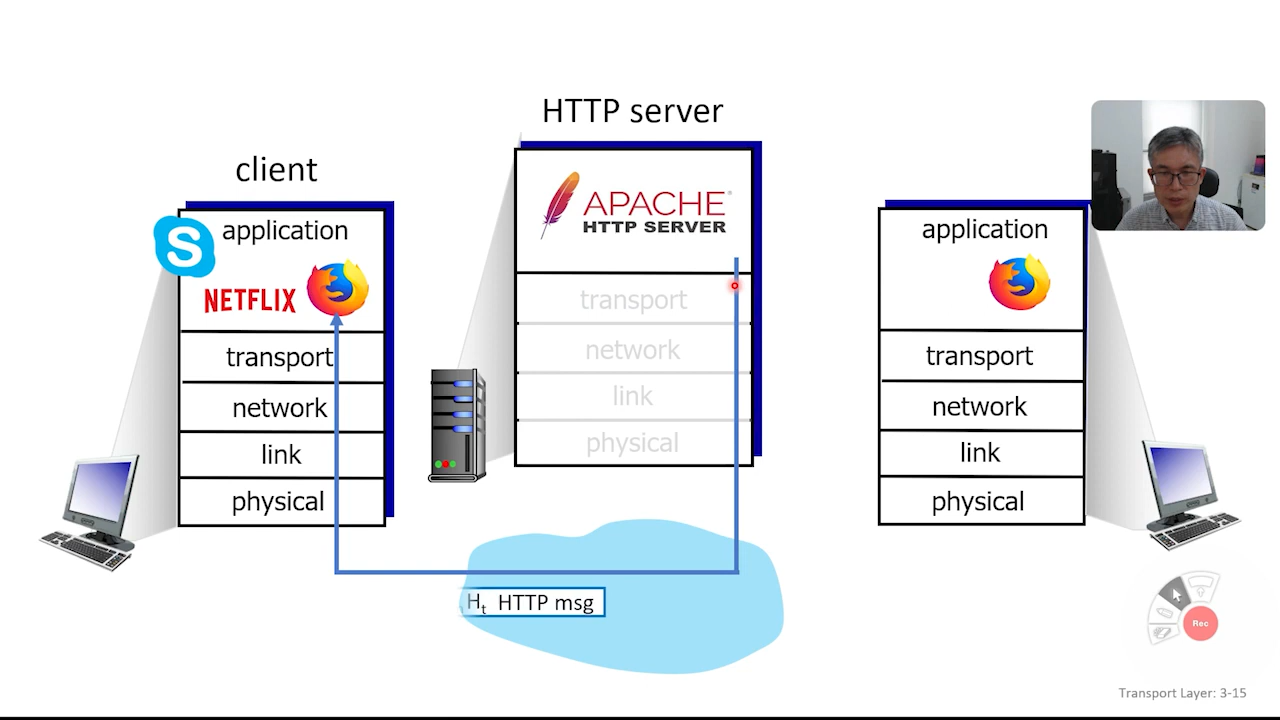 HTTP server
client
APACHE®
HTTP SERVER
S
application
NETFLIX
transport
network
link
physical
transport
network
link
physical
application
transport
network
link
physical
Ht HTTP msg
Rec
Transport Layer: 3-15